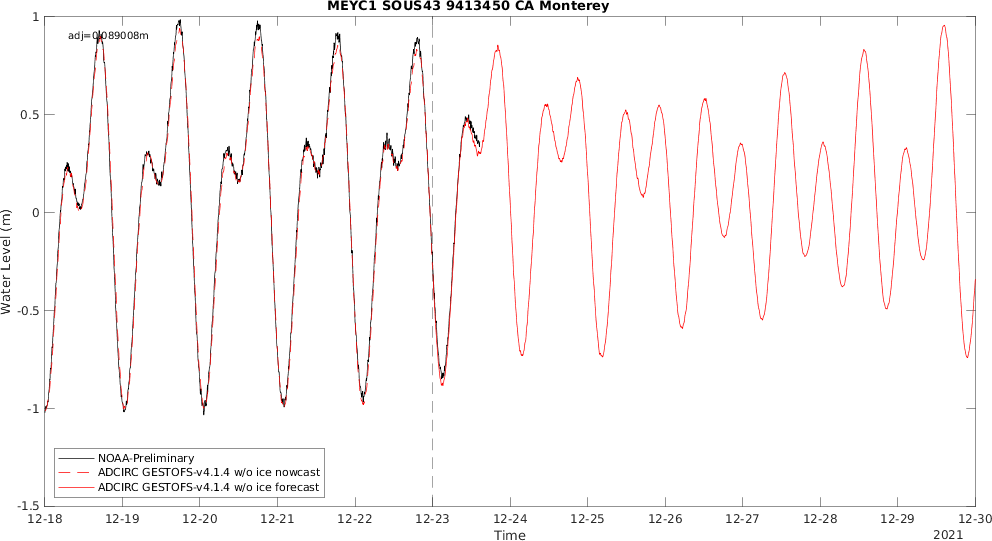 MEYC1 SOUS43 9413450 CA Monterey
adj=0.089008m
1
0.5
0
-0.5
-1
-1.5
Water Level (m)
NOAA-Preliminary
ADCIRC GESTOFS-v4.1.4 w/o ice nowcast
ADCIRC GESTOFS-v4.1.4 w/o ice forecast
12-18 12-19 12-20 12-21 12-22 12-23 12-24 12-25 12-26 12-27 12-28 12-29 12-30
Time
2021